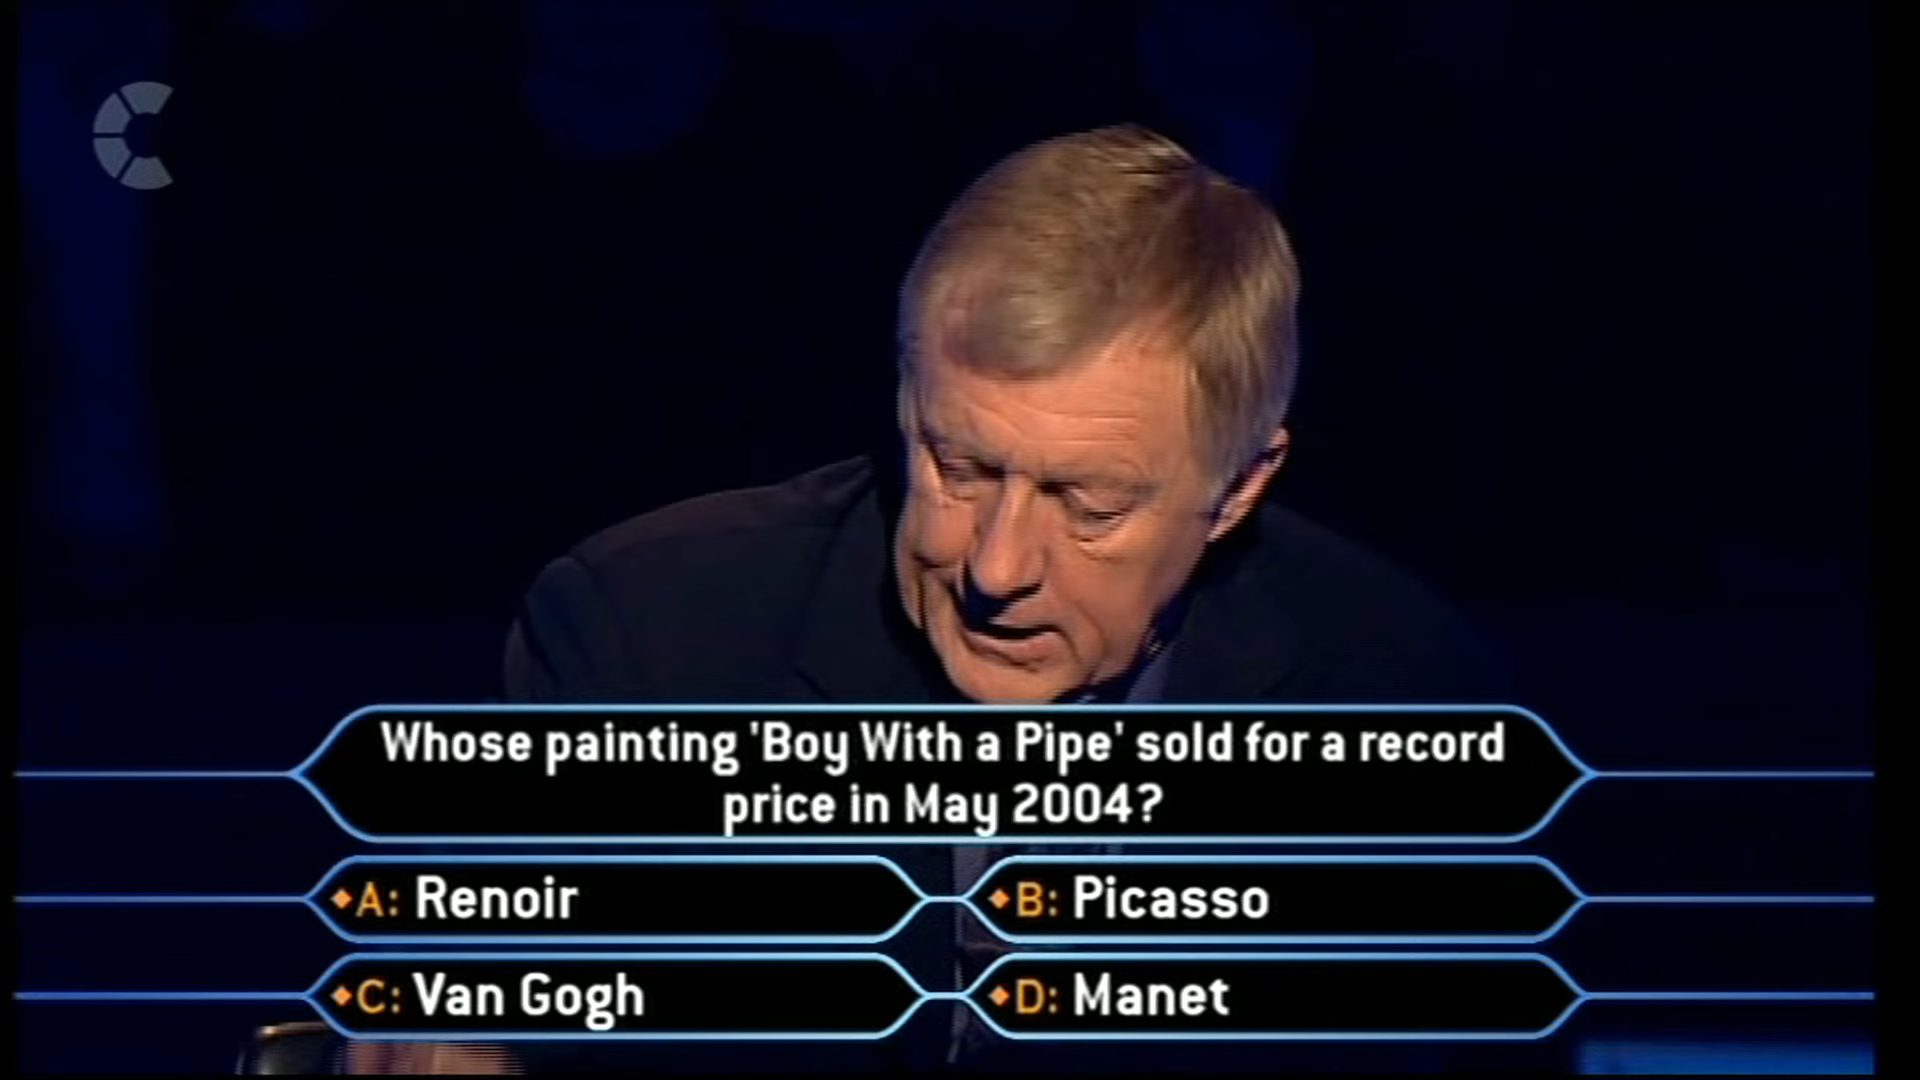 Whose painting 'Boy With a Pipe' sold for a record
price in May 2004?
A: Renoir
B: Picasso
C: Van Gogh
D: Manet